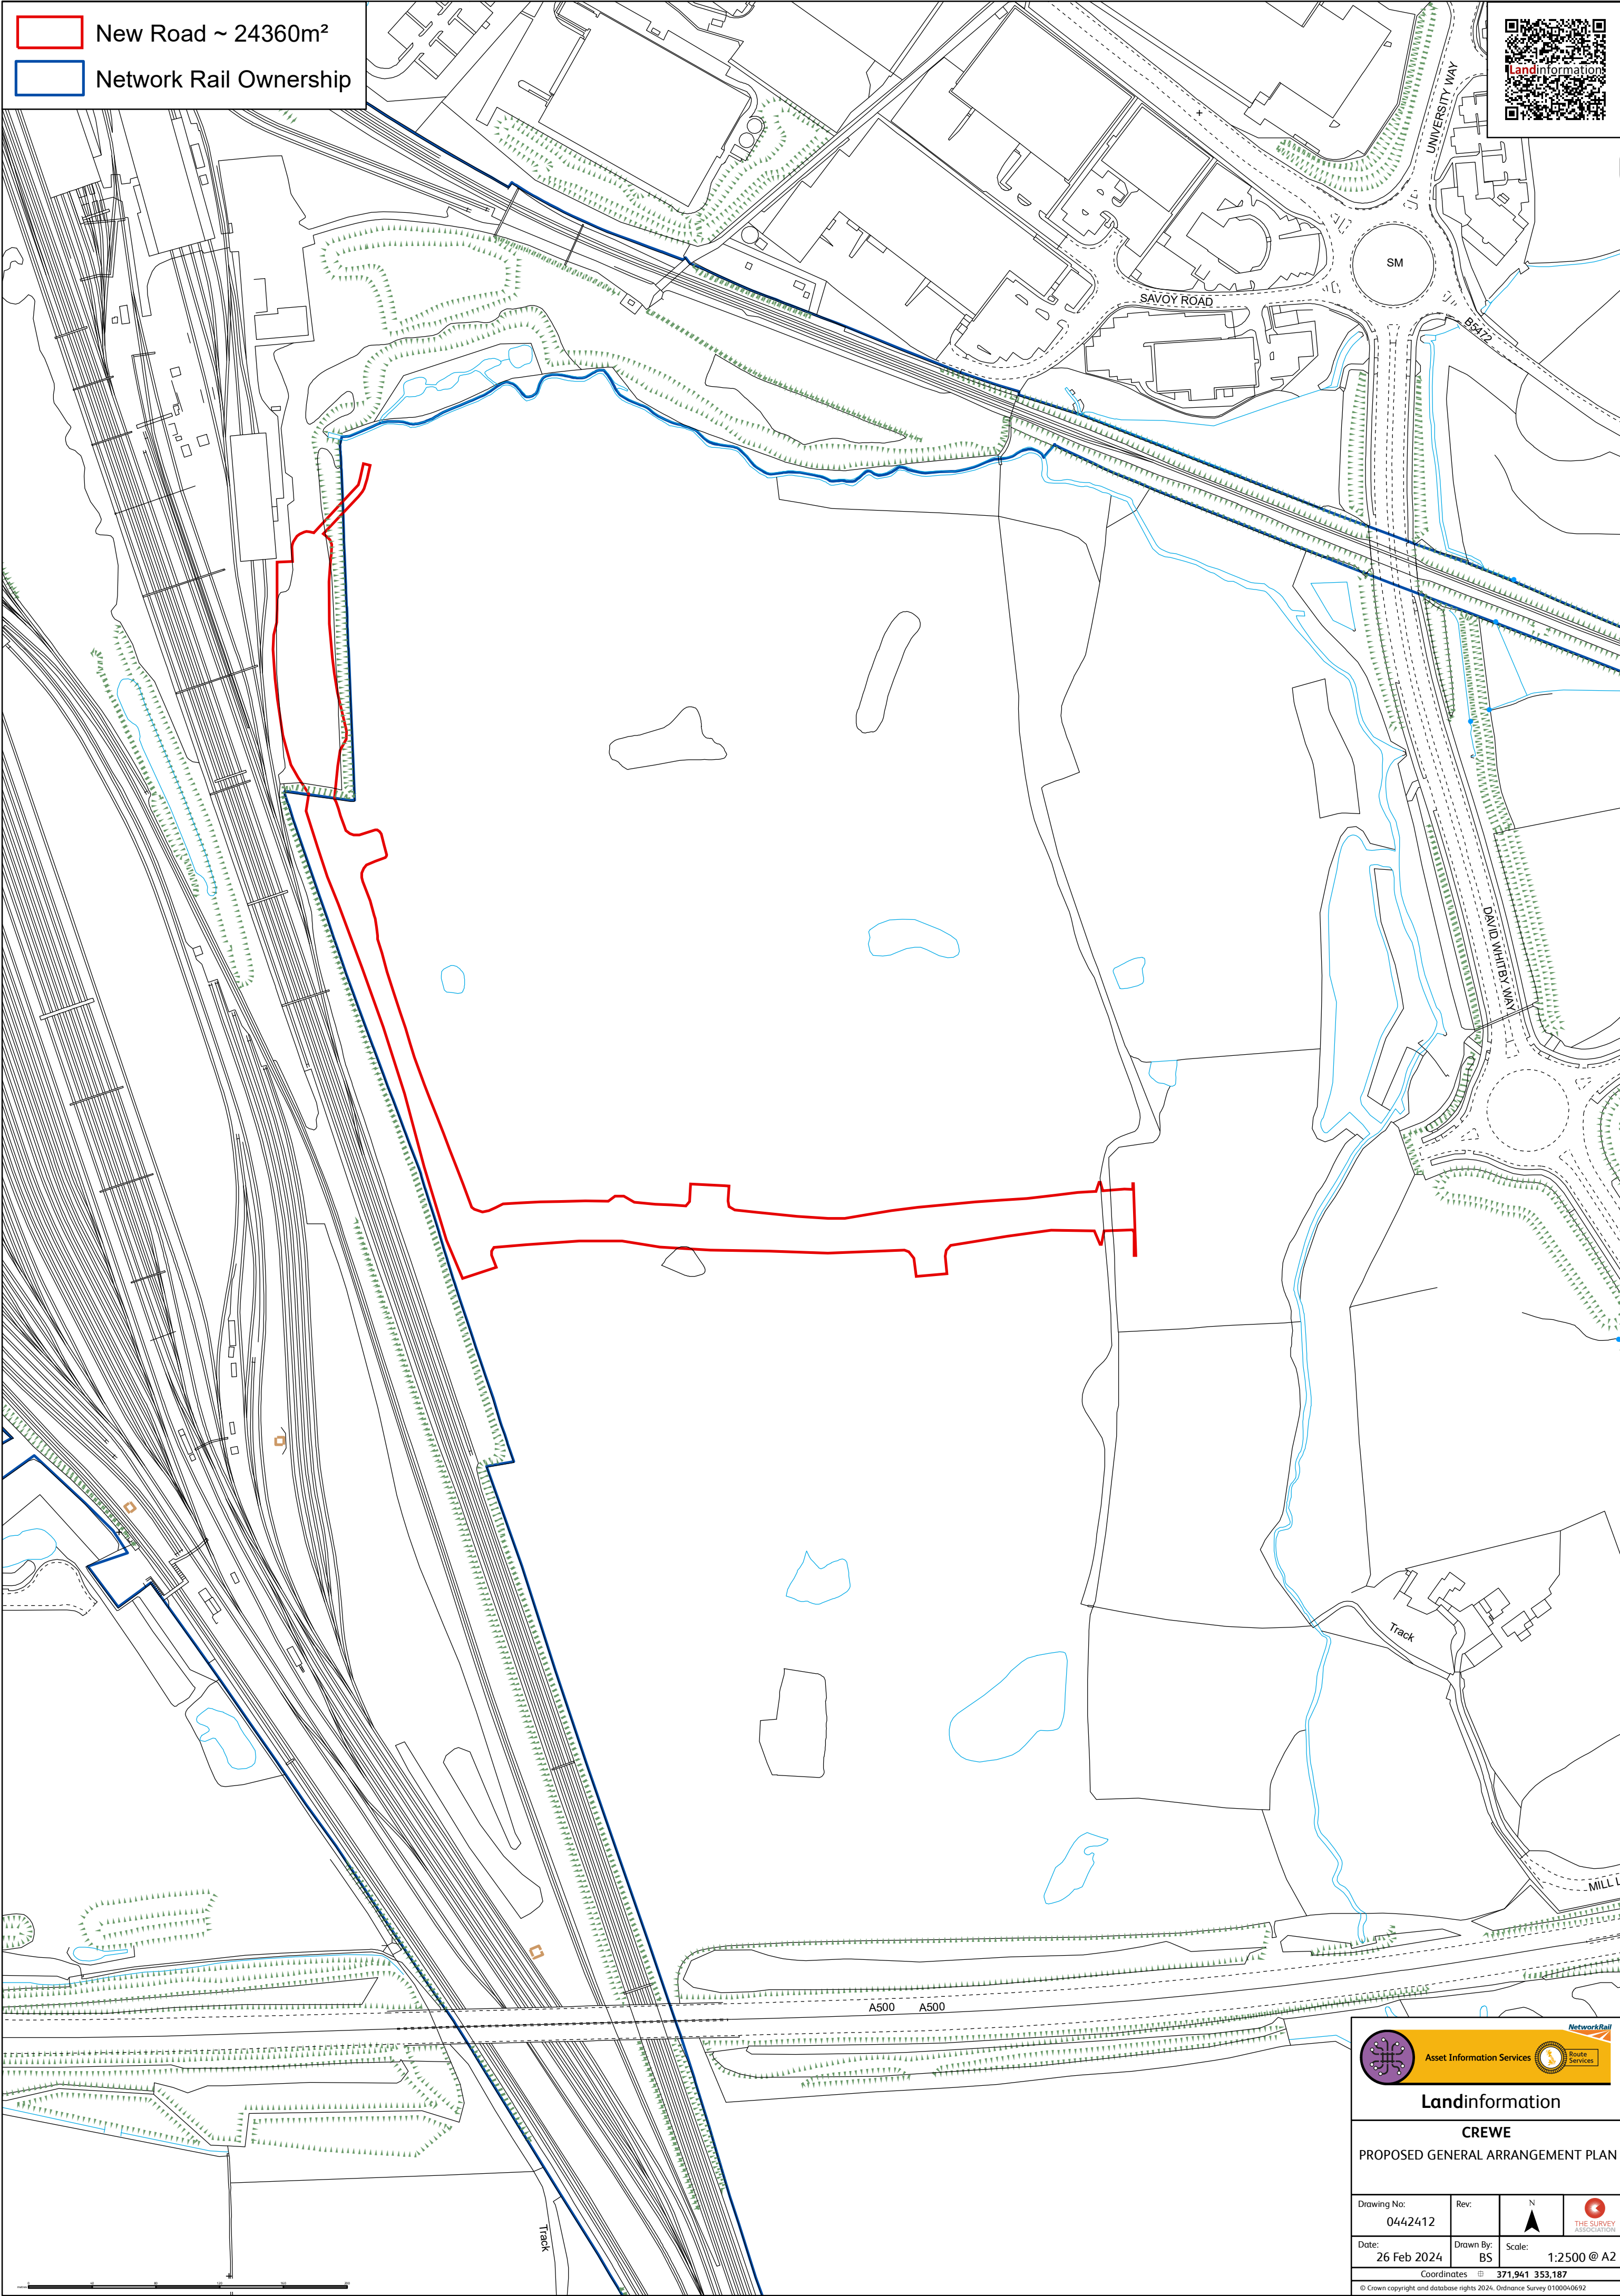 New Road ~ 24360m²
Network Rail Ownership
Landinformation
UNIVERSITY WAY
SM
SAVOY ROAD
B5472
DAVID WHITBY WAY
Track
MILL L
A500 A500
Track
NetworkRail
Asset Information Services
Route
Services
Landinformation
CREWE
PROPOSED GENERAL ARRANGEMENT PLAN
Drawing No:
0442412
Rev:
N
THE SURVEY
ASSOCIATION
Date:
26 Feb 2024
Drawn By:
BS
Scale:
1:2500 @ A2
Coordinates 371,941 353,187
© Crown copyright and database rights 2024. Ordnance Survey 0100040692